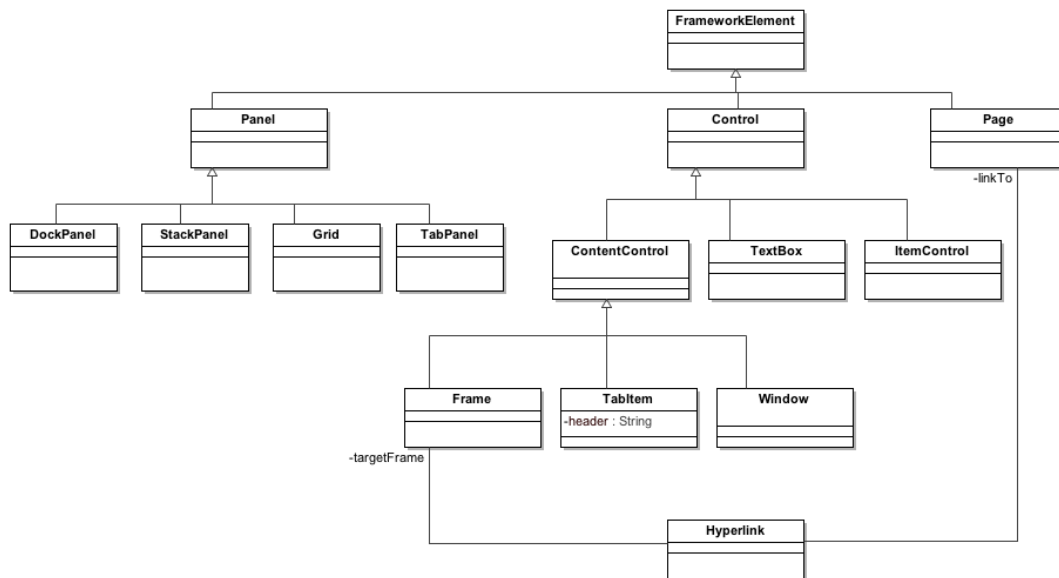 FrameworkElement
Panel
Control
Page
-linkTo
DockPanel
StackPanel
Grid
TabPanel
ContentControl
TextBox
ItemControl
Frame
TabItem
Window
-header : String
-targetFrame
Hyperlink